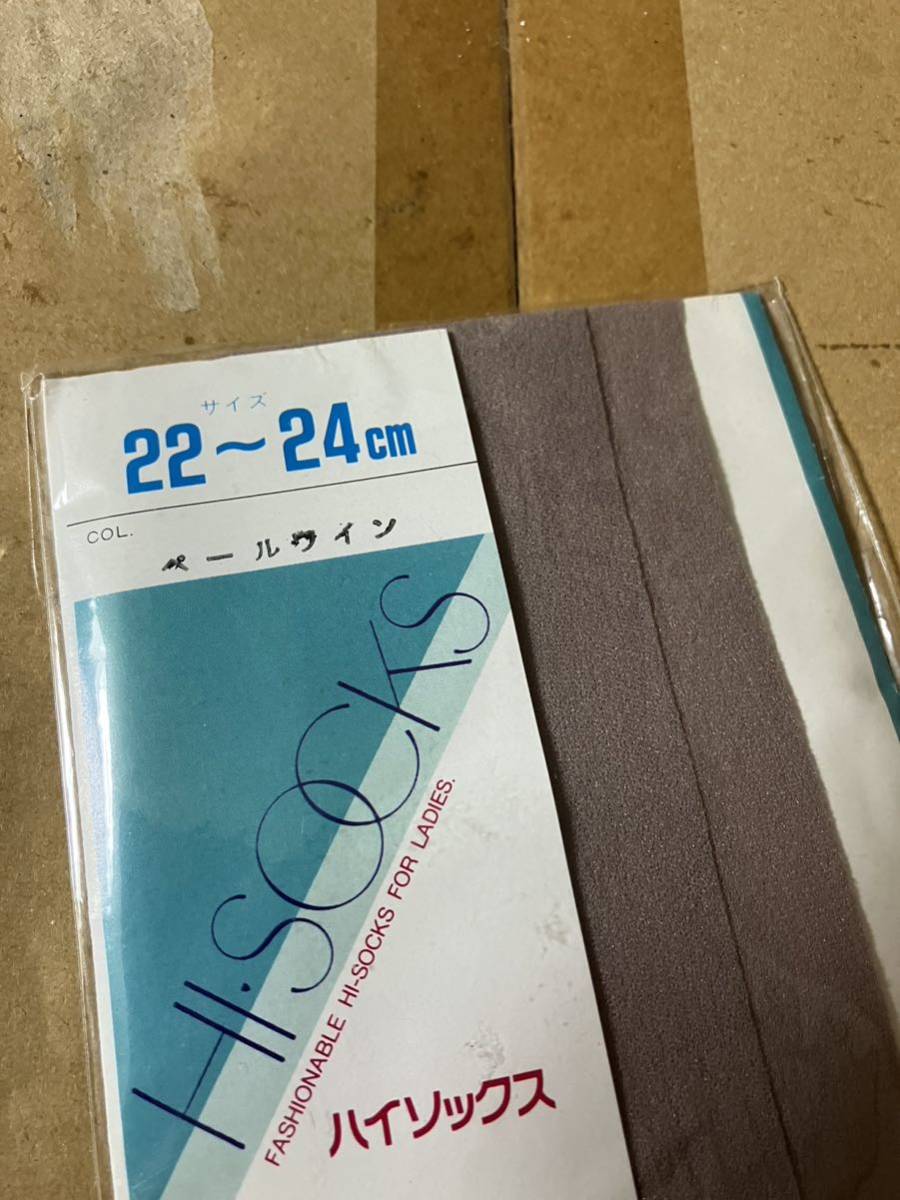 サイズ
22～24cm
COL.
ペールワイン
HI・SOCKS
FASHIONABLE HI-SOCKS FOR LADIES.
ハイソックス